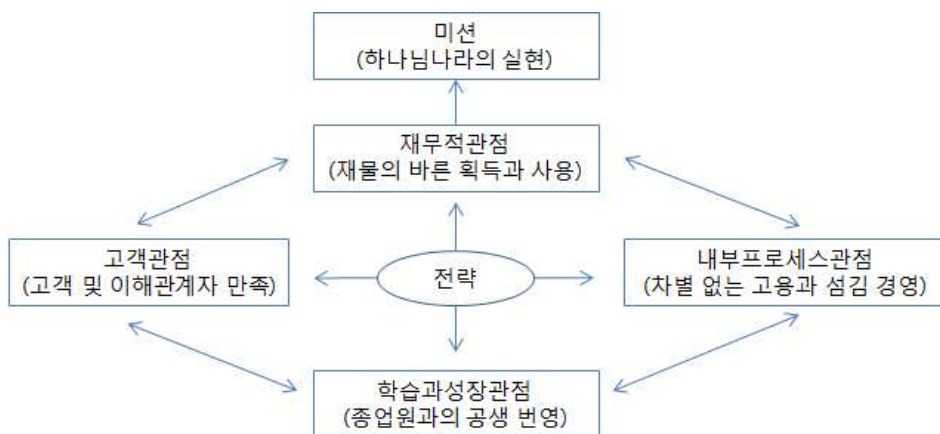 미션
(하나님나라의 실현)
재무적관점
(재물의 바른 획득과 사용)
고객관점
(고객 및 이해관계자 만족)
전략
내부프로세스관점
(차별 없는 고용과 섬김 경영)
학습과성장관점
(종업원과의 공생 번영)